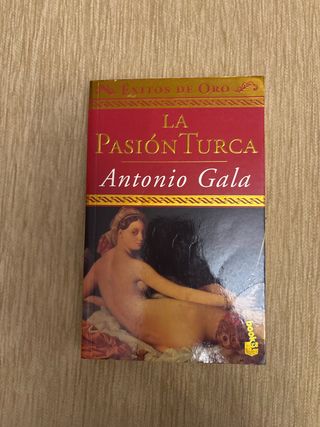 ÉXITOS DE ORO
LA
PASIÓN TURCA
Antonio Gala
booket